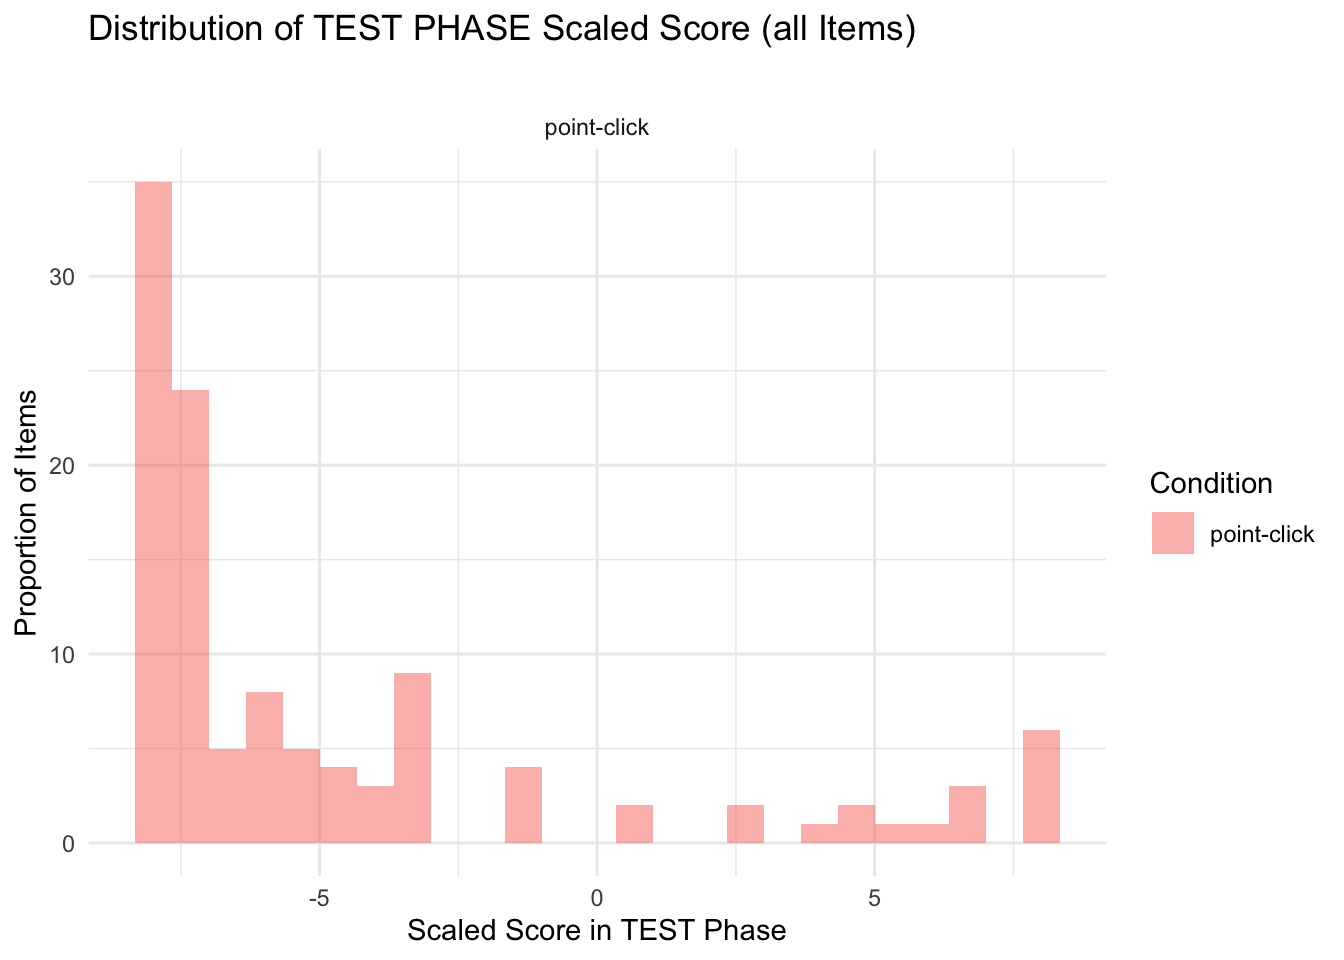 Distribution of TEST PHASE Scaled Score (all Items)
point-click
30
20
10
0
Proportion of Items
-5
0
5
Scaled Score in TEST Phase
Condition
point-click